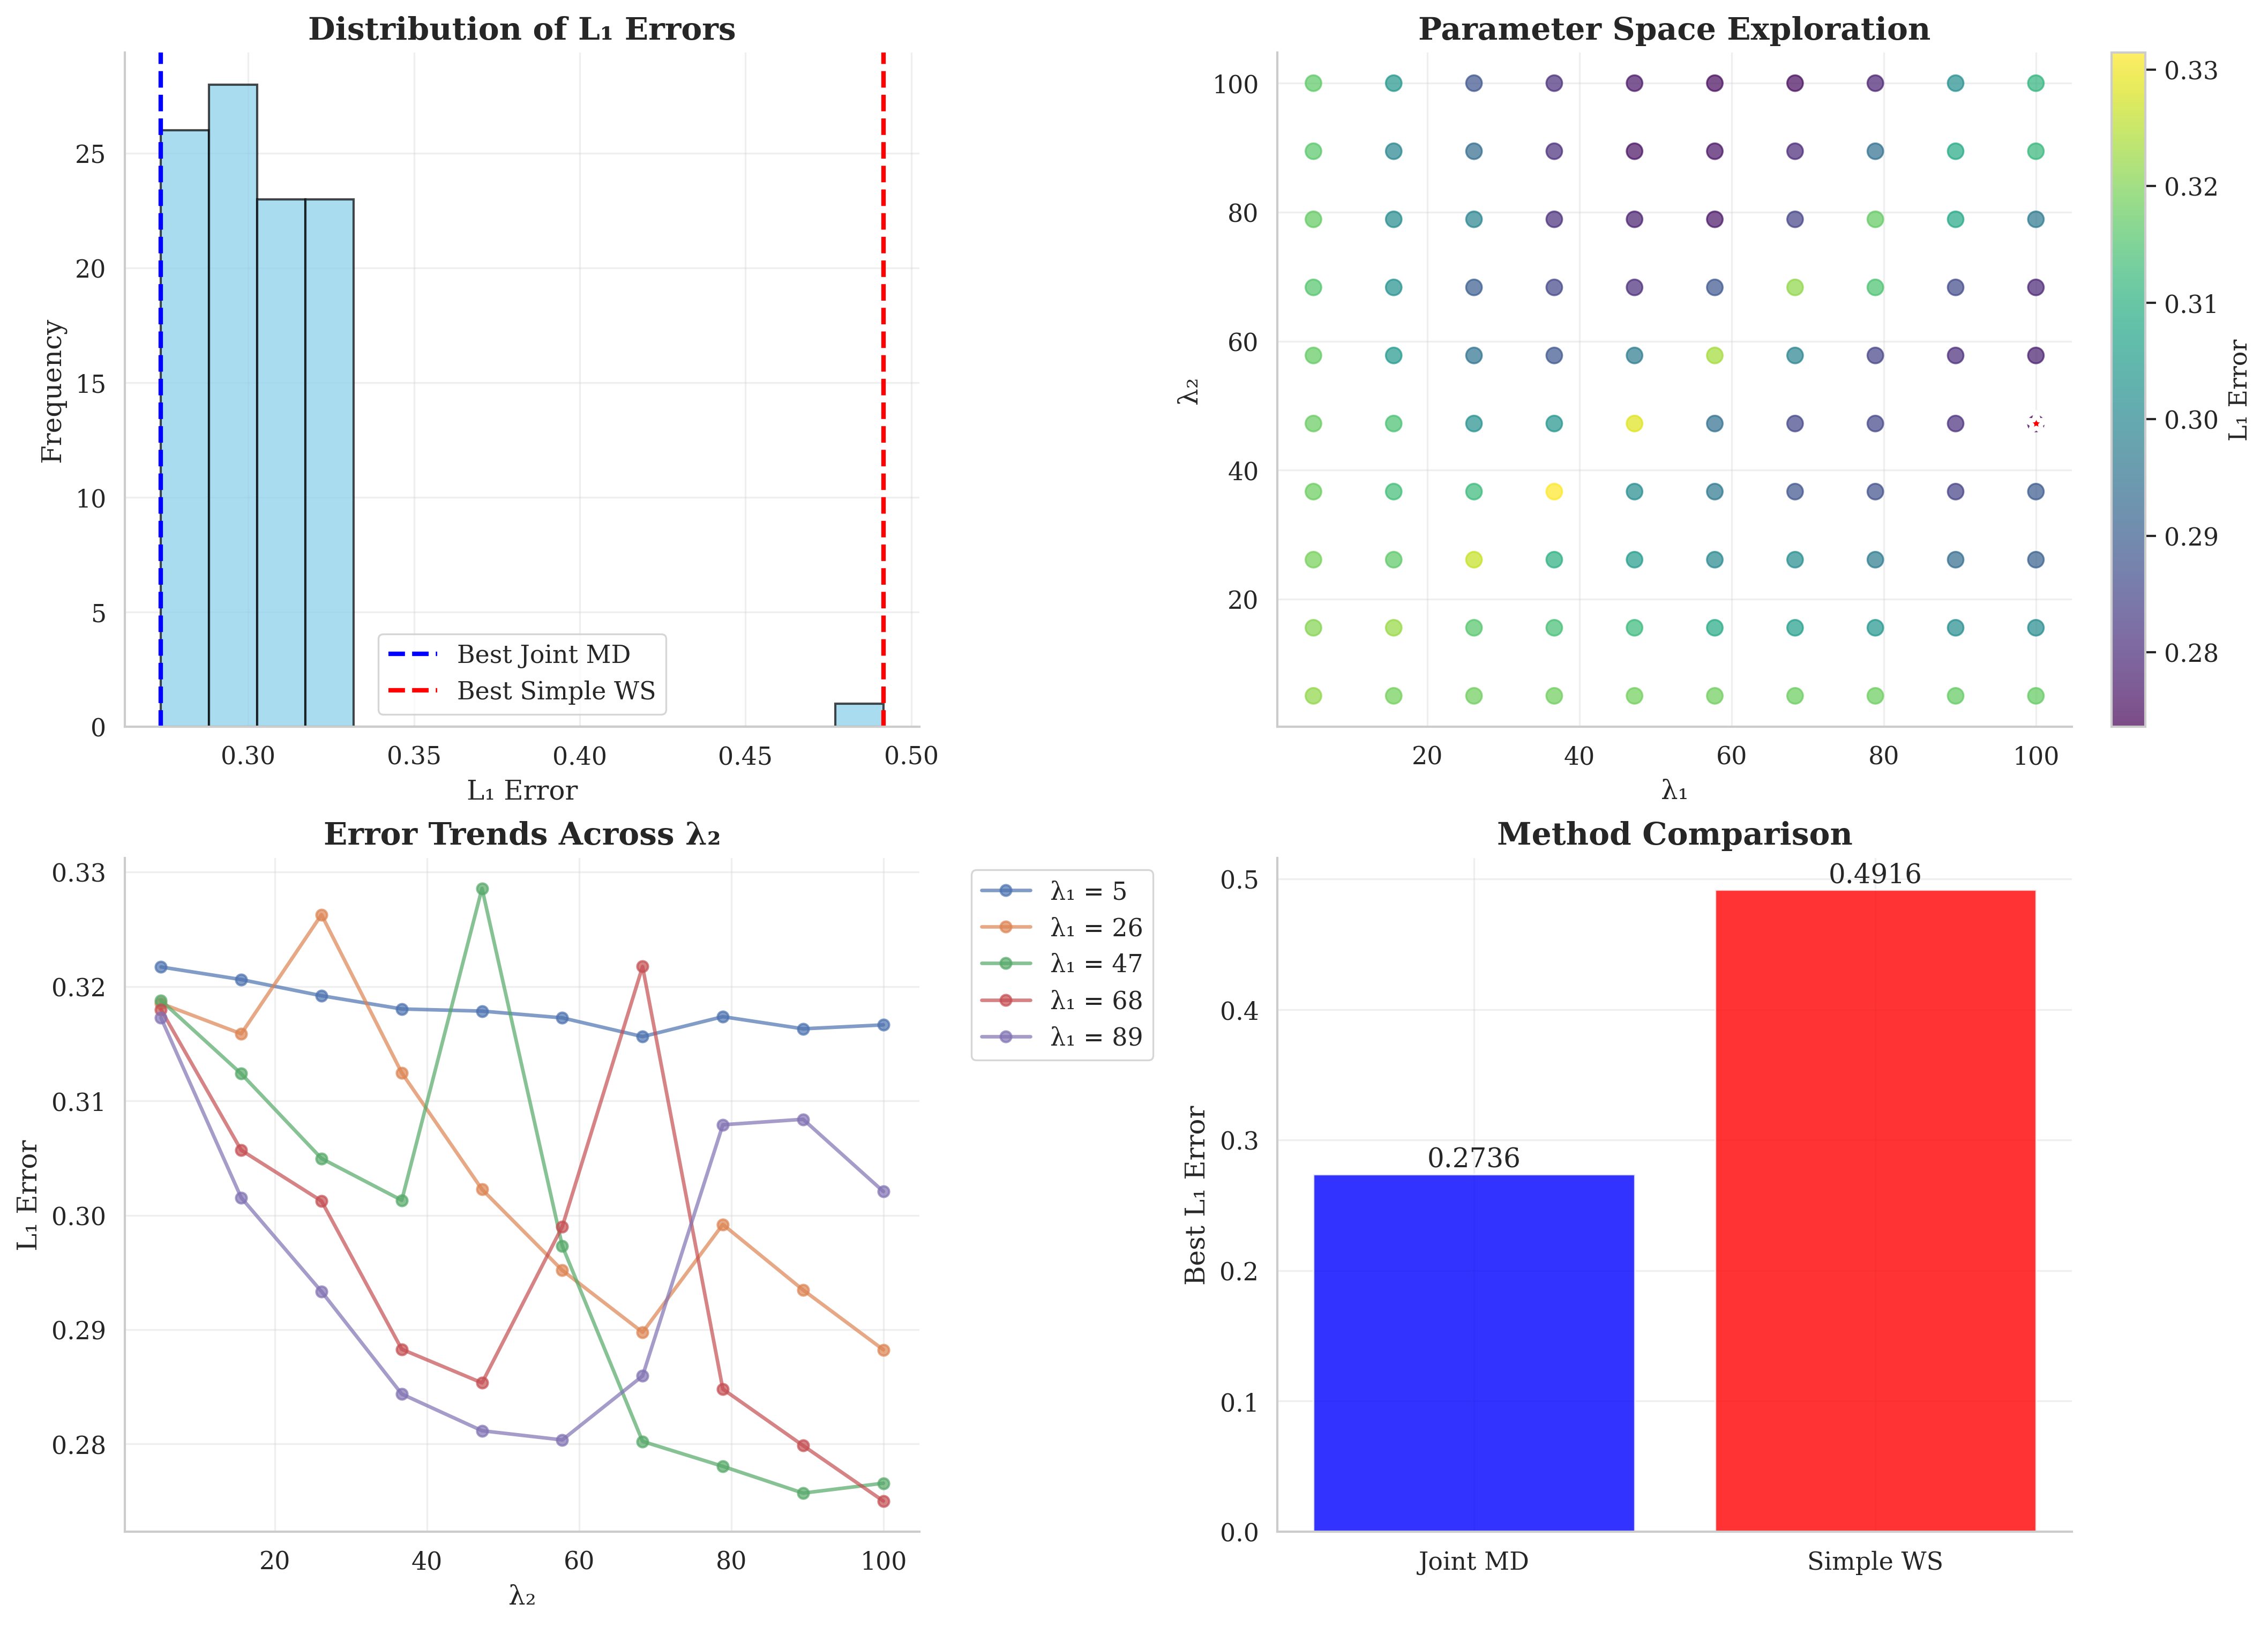 Distribution of L₁ Errors
Frequency
25
20
15
10
5
0
0.30 0.35 0.40 0.45 0.50
L₁ Error
Best Joint MD
Best Simple WS
Parameter Space Exploration
λ₂
100
80
60
40
20
20 40 60 80 100
λ₁
0.33
0.32
0.31
0.30
0.29
0.28
L₁ Error
Error Trends Across λ₂
L₁ Error
0.33
0.32
0.31
0.30
0.29
0.28
20 40 60 80 100
λ₂
λ₁ = 5
λ₁ = 26
λ₁ = 47
λ₁ = 68
λ₁ = 89
Method Comparison
Best L₁ Error
0.5
0.4
0.3
0.2
0.1
0.0
0.2736
0.4916
Joint MD
Simple WS